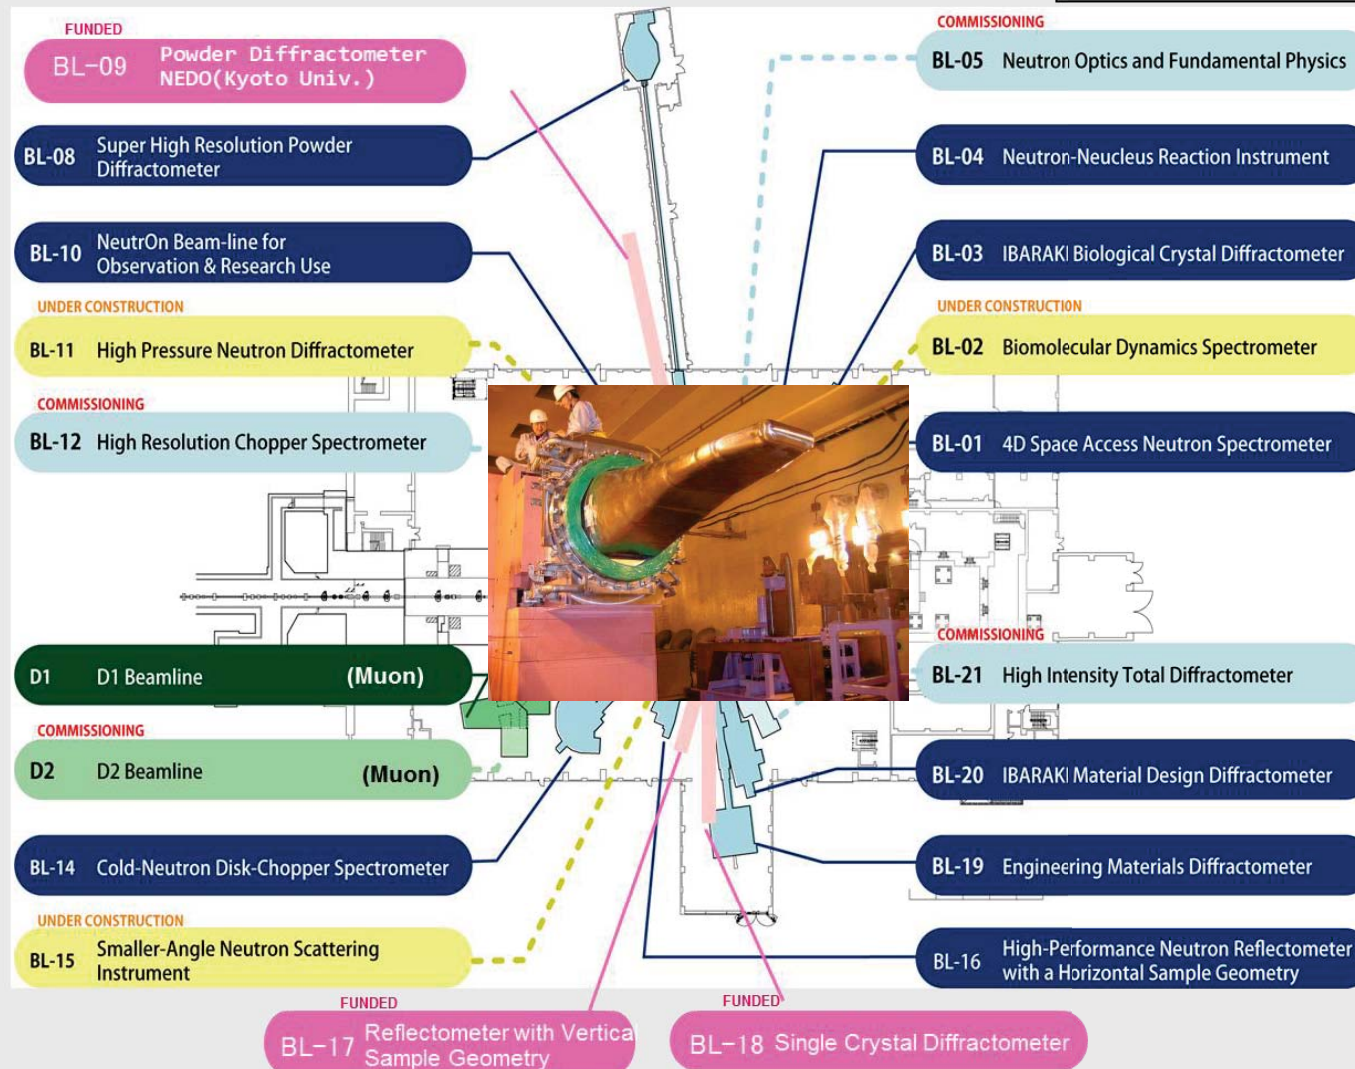 FUNDED
BL-09 Powder Diffractometer
NEDO(Kyoto Univ.)
BL-08 Super High Resolution Powder
Diffractometer
BL-10 NeutrOn Beam-line for
Observation & Research Use
UNDER CONSTRUCTION
BL-11 High Pressure Neutron Diffractometer
COMMISSIONING
BL-12 High Resolution Chopper Spectrometer
D1 D1 Beamline (Muon)
COMMISSIONING
D2 D2 Beamline (Muon)
BL-14 Cold-Neutron Disk-Chopper Spectrometer
UNDER CONSTRUCTION
BL-15 Smaller-Angle Neutron Scattering
Instrument
FUNDED
BL-17 Reflectometer with Vertical
Sample Geometry
COMMISSIONING
BL-05 Neutron Optics and Fundamental Physics
BL-04 Neutron-Neucleus Reaction Instrument
BL-03 IBARAKI Biological Crystal Diffractometer
UNDER CONSTRUCTION
BL-02 Biomolecular Dynamics Spectrometer
BL-01 4D Space Access Neutron Spectrometer
COMMISSIONING
BL-21 High Intensity Total Diffractometer
BL-20 IBARAKI Material Design Diffractometer
BL-19 Engineering Materials Diffractometer
BL-16 High-Performance Neutron Reflectometer
with a Horizontal Sample Geometry
FUNDED
BL-18 Single Crystal Diffractometer